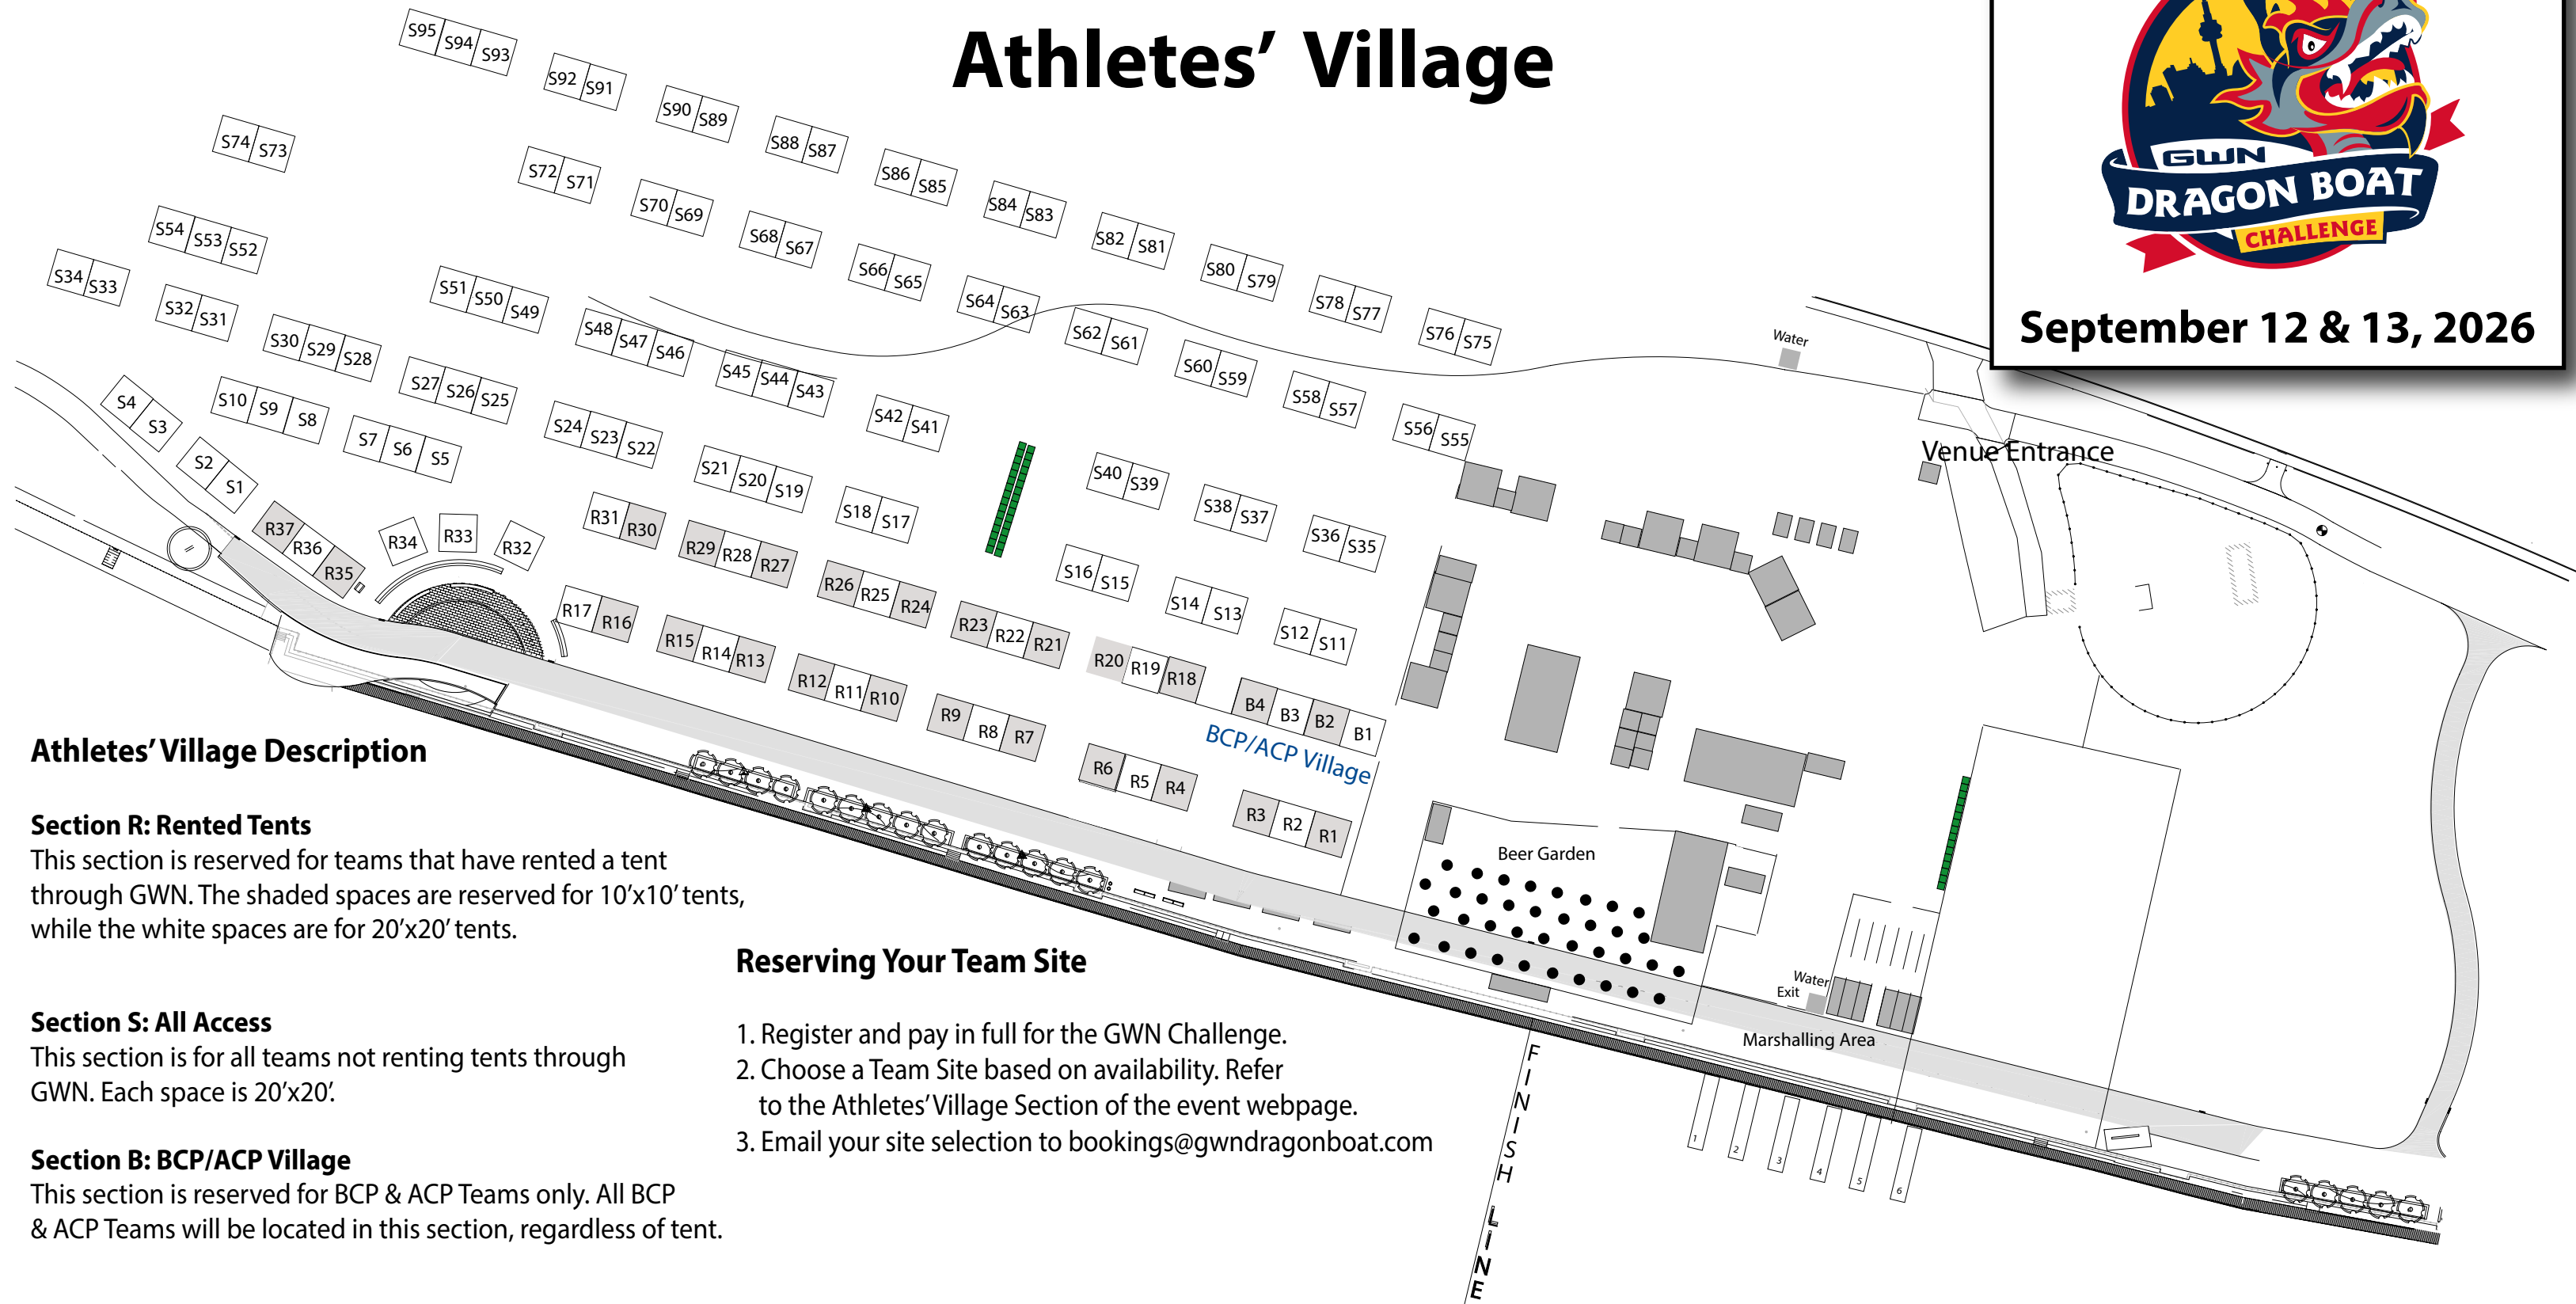 Athletes’ Village
GWN
DRAGON BOAT
CHALLENGE
September 12 & 13, 2026
S95 S94 S93
S92 S91
S90 S89
S88 S87
S86 S85
S84 S83
S82 S81
S80 S79
S78 S77
S76 S75
S74 S73
S72 S71
S70 S69
S68 S67
S66 S65
S64 S63
S62 S61
S60 S59
S58 S57
S56 S55
S54 S53 S52
S51 S50 S49
S48 S47 S46
S45 S44 S43
S42 S41
S40 S39
S38 S37
S36 S35
S34 S33
S32 S31
S30 S29 S28
S27 S26 S25
S24 S23 S22
S21 S20 S19
S18 S17
S16 S15
S14 S13
S12 S11
S10 S9 S8
S7 S6 S5
S4 S3
S2 S1
R37 R36 R35
R34
R33
R32
R31 R30
R29 R28 R27
R26 R25 R24
R23 R22 R21
R20 R19 R18
B4 B3 B2 B1
BCP/ACP Village
R17 R16
R15 R14 R13
R12 R11 R10
R9 R8 R7
R6 R5 R4
R3 R2 R1
Water
Venue Entrance
Beer Garden
Water
Exit
Marshalling Area
1 2 3 4 5 6
FINISH LINE
Athletes’ Village Description
Section R: Rented Tents
This section is reserved for teams that have rented a tent
through GWN. The shaded spaces are reserved for 10’x10’ tents,
while the white spaces are for 20’x20’ tents.
Section S: All Access
This section is for all teams not renting tents through
GWN. Each space is 20’x20’.
Section B: BCP/ACP Village
This section is reserved for BCP & ACP Teams only. All BCP
& ACP Teams will be located in this section, regardless of tent.
Reserving Your Team Site
1. Register and pay in full for the GWN Challenge.
2. Choose a Team Site based on availability. Refer
to the Athletes’ Village Section of the event webpage.
3. Email your site selection to bookings@gwndragonboat.com